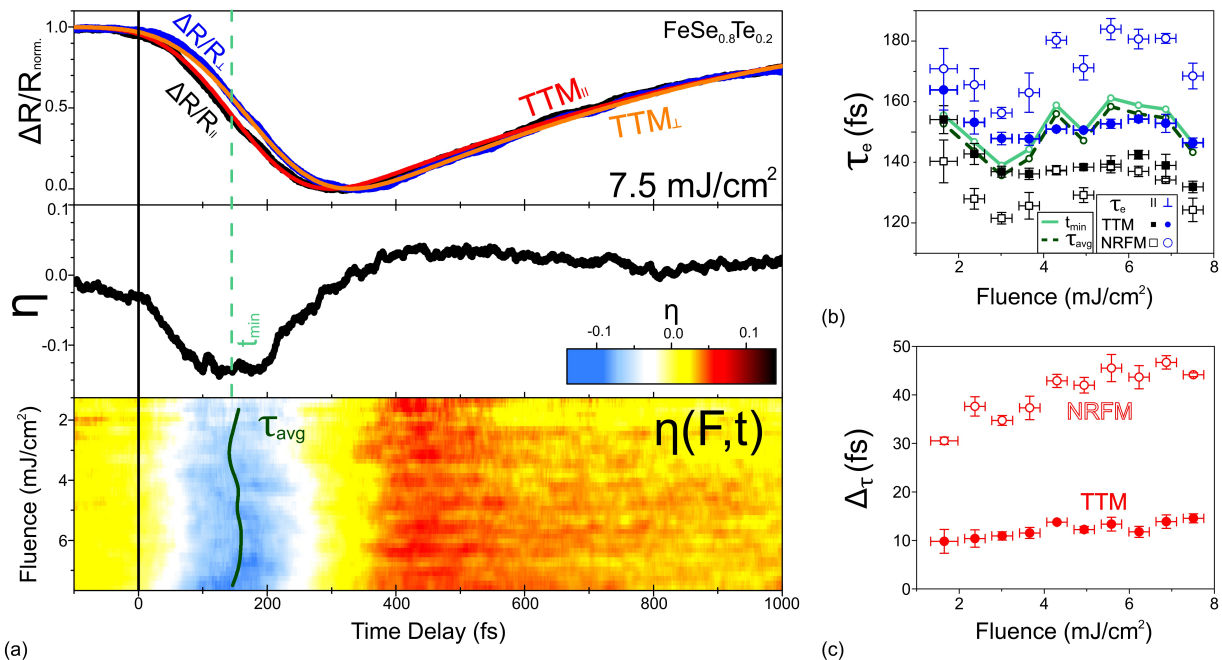 FeSe0.8Te0.2
ΔR/R⊥
ΔR/R||
TTM||
TTM⊥
7.5 mJ/cm2
ΔR/Rnorm.
1.0
0.5
0.0
0.1
0.0
-0.1
η
tmin
η
-0.1
0.0
0.1
τavg
η(F,t)
Fluence (mJ/cm2)
2
4
6
0
200
400
600
800
1000
Time Delay (fs)
(a)
τe (fs)
180
160
140
120
tmin
τavg
τe || ⊥
TTM
NRFM
2
4
6
8
Fluence (mJ/cm2)
(b)
Δτ (fs)
50
40
30
20
10
0
NRFM
TTM
2
4
6
8
Fluence (mJ/cm2)
(c)